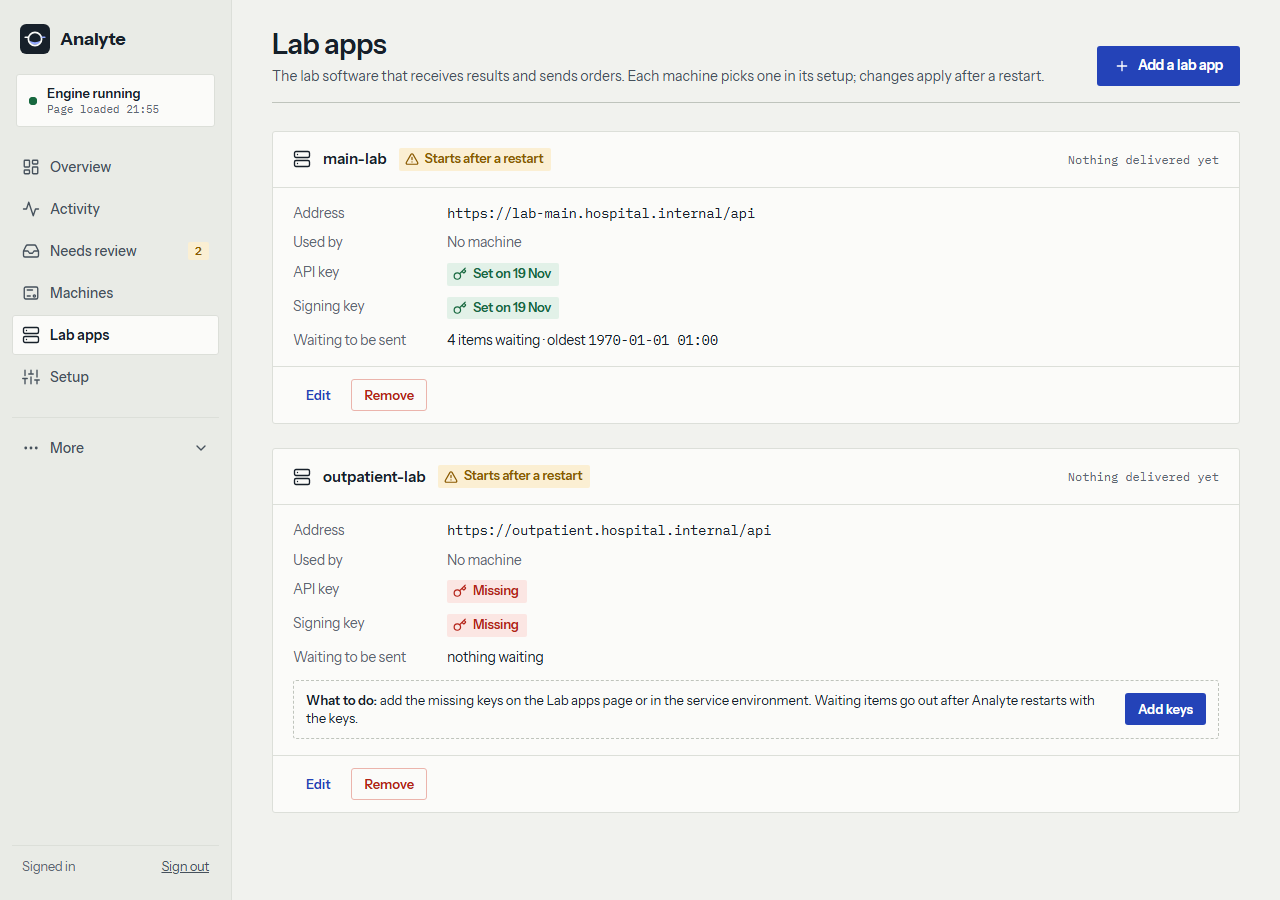 Analyte
Engine running
Page loaded 21:55
Overview
Activity
Needs review 2
Machines
Lab apps
Setup
More
Signed in Sign out
Lab apps
The lab software that receives results and sends orders. Each machine picks one in its setup; changes apply after a restart.
Add a lab app
main-lab Starts after a restart Nothing delivered yet
Address https://lab-main.hospital.internal/api
Used by No machine
API key Set on 19 Nov
Signing key Set on 19 Nov
Waiting to be sent 4 items waiting · oldest 1970-01-01 01:00
Edit Remove
outpatient-lab Starts after a restart Nothing delivered yet
Address https://outpatient.hospital.internal/api
Used by No machine
API key Missing
Signing key Missing
Waiting to be sent nothing waiting
What to do: add the missing keys on the Lab apps page or in the service environment. Waiting items go out after Analyte restarts with
the keys.
Add keys
Edit Remove